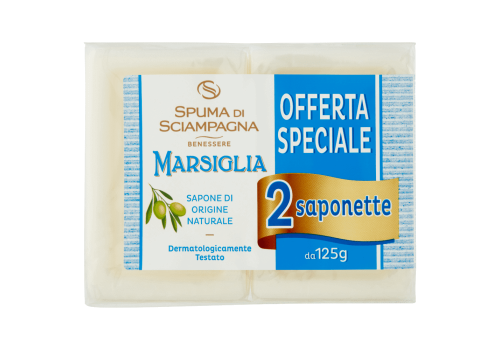 SPUMA DI
SCIAMPAGNA
BENESSERE
MARSIGLIA
SAPONE DI
ORIGINE
NATURALE
Dermatologicamente
Testato
OFFERTA
SPECIALE
2 saponette
da 125g